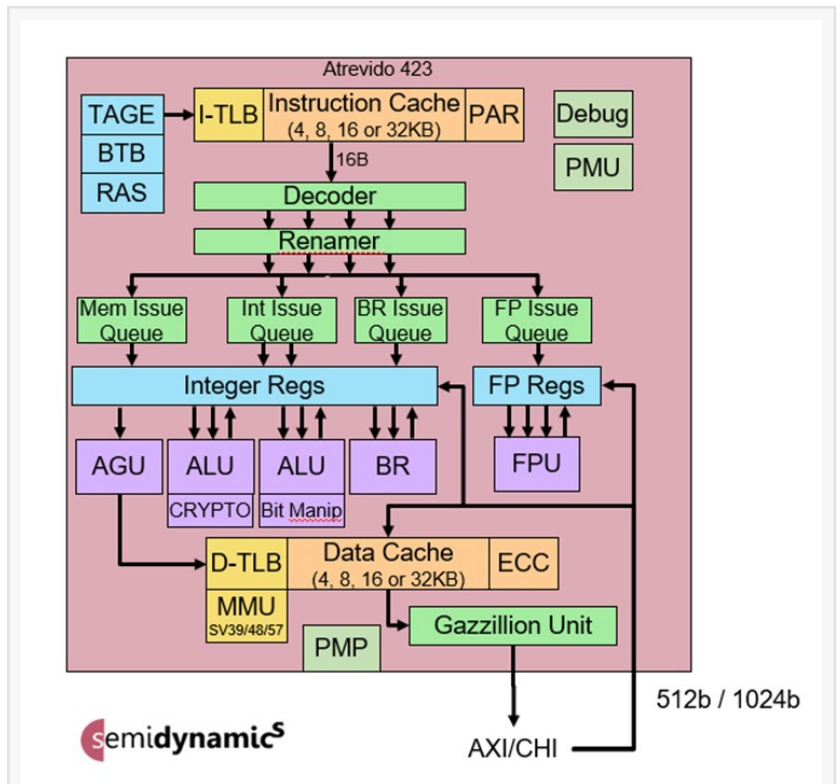 Atrevido 423
TAGE
I-TLB
Instruction Cache
(4, 8, 16 or 32KB)
PAR
Debug
BTB
16B
PMU
RAS
Decoder
Renamer
Mem Issue
Queue
Int Issue
Queue
BR Issue
Queue
FP Issue
Queue
Integer Regs
FP Regs
AGU
ALU
ALU
BR
FPU
CRYPTO
Bit Manip
D-TLB
Data Cache
(4, 8, 16 or 32KB)
ECC
MMU
SV39/48/57
Gazzillion Unit
PMP
512b / 1024b
semidynamics
AXI/CHI